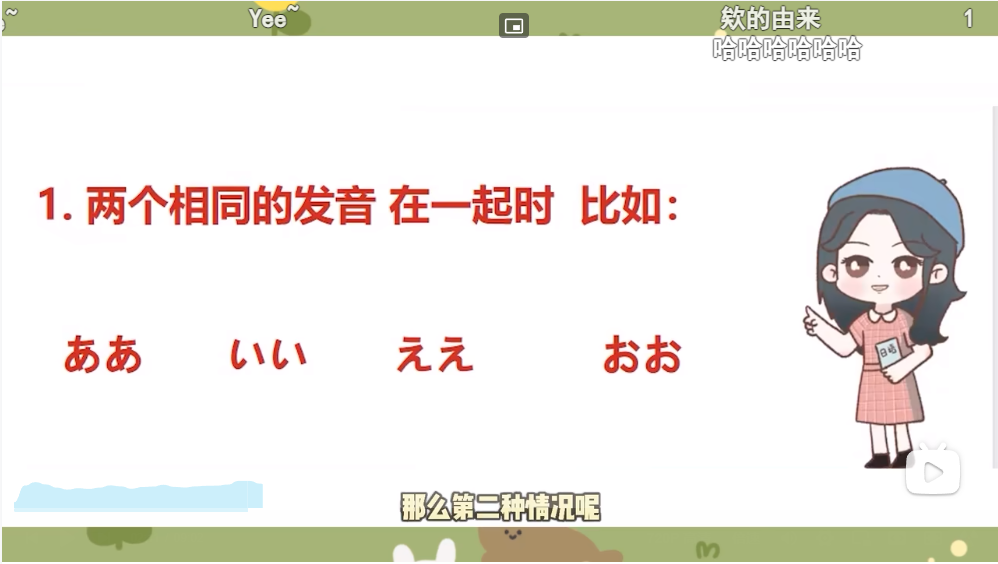 Yee~ 欸的由来 1
哈哈哈哈哈哈
1. 两个相同的发音 在一起时 比如：
ああ いい ええ おお
那么第二种情况呢